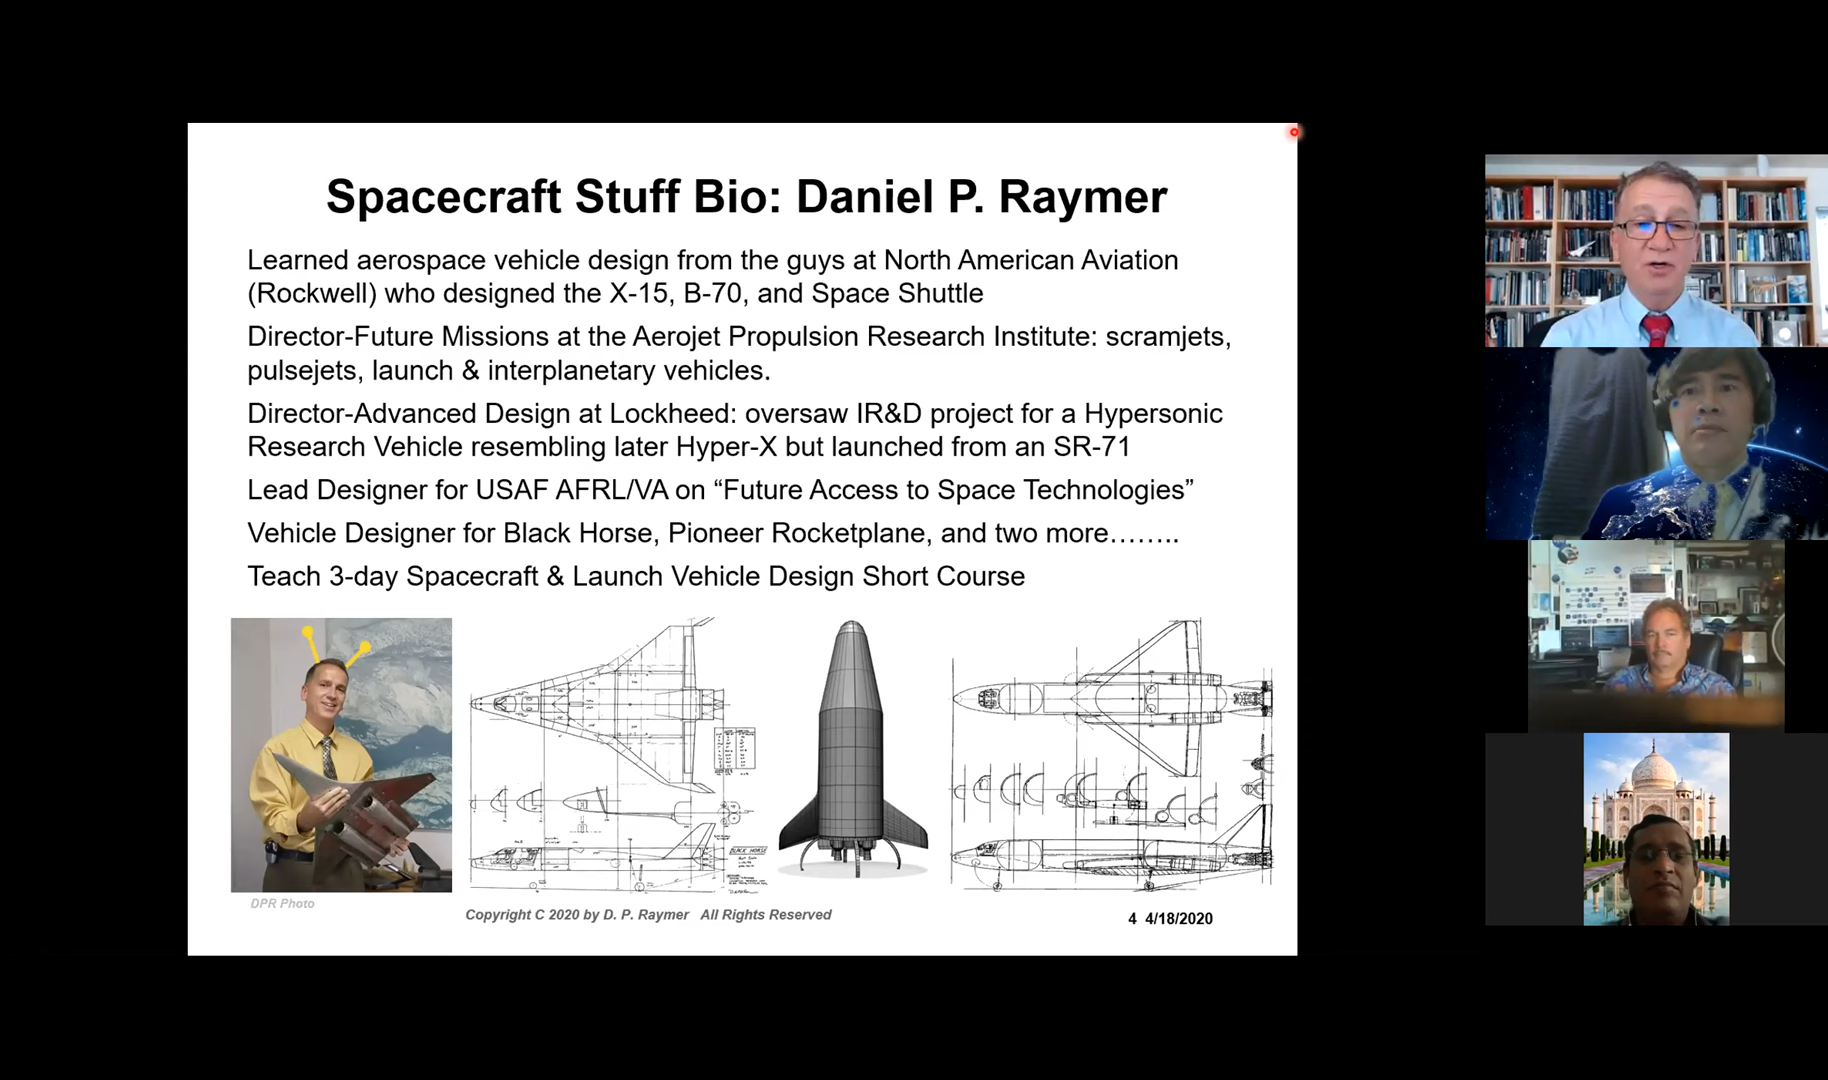 Spacecraft Stuff Bio: Daniel P. Raymer
Learned aerospace vehicle design from the guys at North American Aviation
(Rockwell) who designed the X-15, B-70, and Space Shuttle
Director-Future Missions at the Aerojet Propulsion Research Institute: scramjets,
pulsejets, launch & interplanetary vehicles.
Director-Advanced Design at Lockheed: oversaw IR&D project for a Hypersonic
Research Vehicle resembling later Hyper-X but launched from an SR-71
Lead Designer for USAF AFRL/VA on “Future Access to Space Technologies”
Vehicle Designer for Black Horse, Pioneer Rocketplane, and two more……..
Teach 3-day Spacecraft & Launch Vehicle Design Short Course
BLACK HORSE
DPR Photo
Copyright C 2020 by D. P. Raymer All Rights Reserved
4 4/18/2020